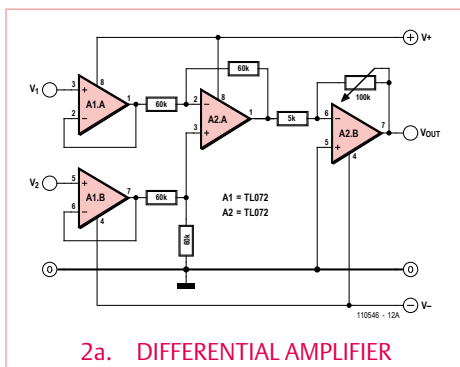 V+
60k
V1
3
+
8
A1.A
1
2
−
60k
2
−
8
A2.A
1
3
+
5k
100k
6
−
A2.B
7
5
+
4
VOUT
V2
5
+
A1.B
7
6
−
4
60k
60k
A1 = TL072
A2 = TL072
0
0
V−
110546 - 12A
2a. DIFFERENTIAL AMPLIFIER